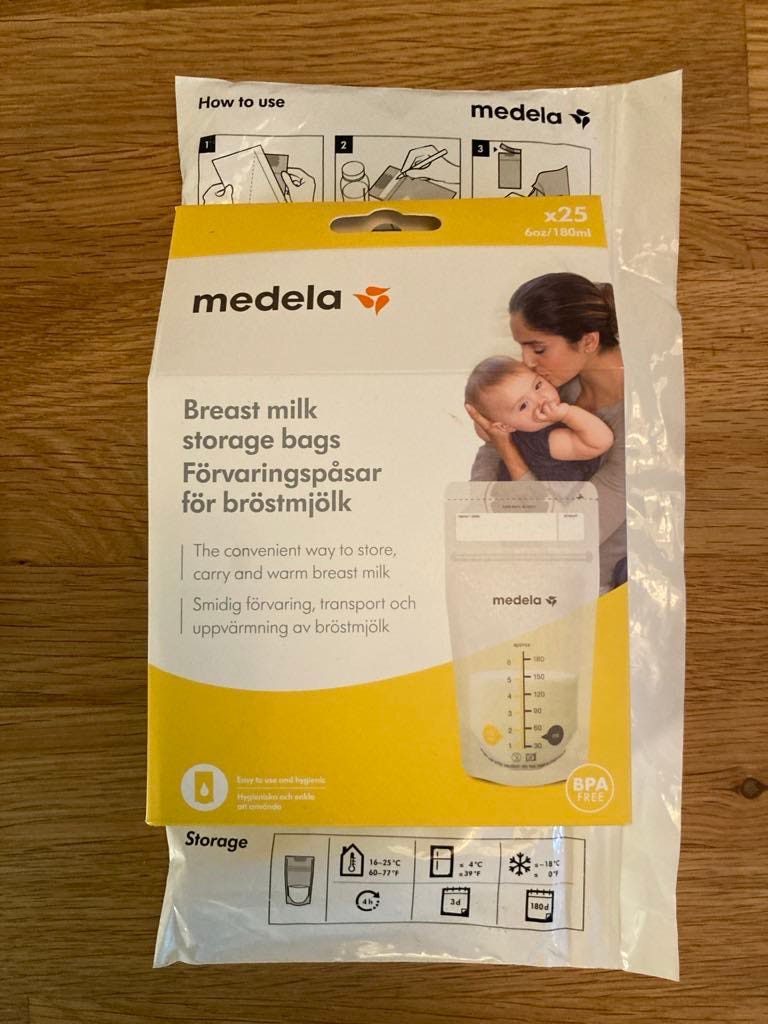 How to use
medela
1
2
3
x25
6oz/180ml
medela
Breast milk
storage bags
Förvaringspåsar
för bröstmjölk
The convenient way to store,
carry and warm breast milk
Smidig förvaring, transport och
uppvärmning av bröstmjölk
medela
approx
6 180
5 150
4 120
3 90
2 60
1 30
Easy to use and hygienic
Hygieniska och enkla
att använda
BPA
FREE
Storage
16–25°C
60–77°F
≤ 4°C
≤ 39°F
≤ –18°C
≤ 0°F
4h
3d
180d